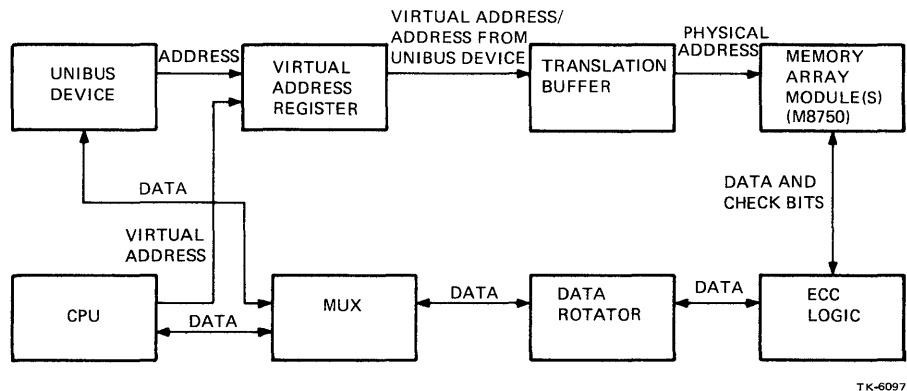 UNIBUS
DEVICE
ADDRESS
VIRTUAL
ADDRESS
REGISTER
VIRTUAL ADDRESS/
ADDRESS FROM
UNIBUS DEVICE
TRANSLATION
BUFFER
PHYSICAL
ADDRESS
MEMORY
ARRAY
MODULE(S)
(M8750)
DATA
VIRTUAL
ADDRESS
DATA AND
CHECK BITS
CPU
DATA
MUX
DATA
DATA
ROTATOR
DATA
ECC
LOGIC
TK-6097